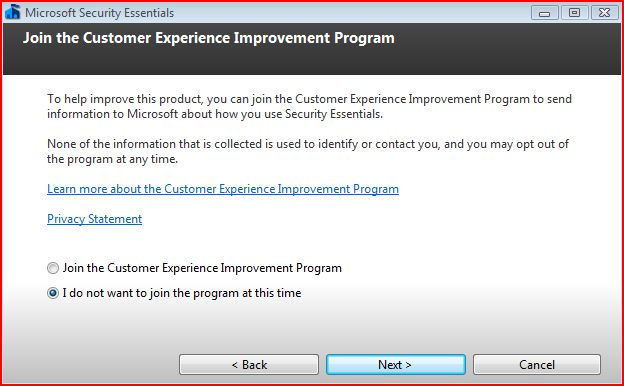 Microsoft Security Essentials
Join the Customer Experience Improvement Program
To help improve this product, you can join the Customer Experience Improvement Program to send
information to Microsoft about how you use Security Essentials.
None of the information that is collected is used to identify or contact you, and you may opt out of
the program at any time.
Learn more about the Customer Experience Improvement Program
Privacy Statement
Join the Customer Experience Improvement Program
I do not want to join the program at this time
< Back
Next >
Cancel